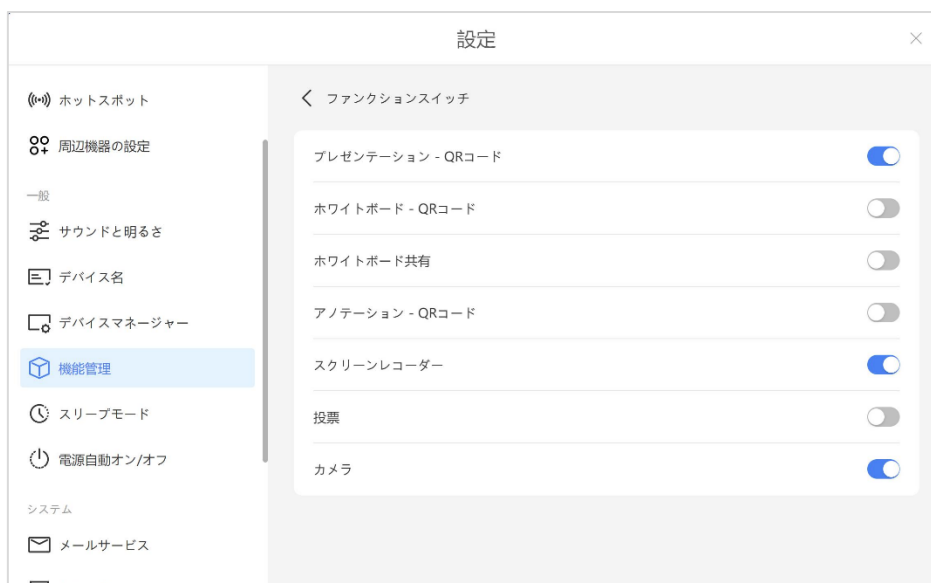 設定
ホットスポット
周辺機器の設定
一般
サウンドと明るさ
デバイス名
デバイスマネージャー
機能管理
スリープモード
電源自動オン/オフ
システム
メールサービス
ファンクションスイッチ
プレゼンテーション - QRコード
ホワイトボード - QRコード
ホワイトボード共有
アノテーション - QRコード
スクリーンレコーダー
投票
カメラ